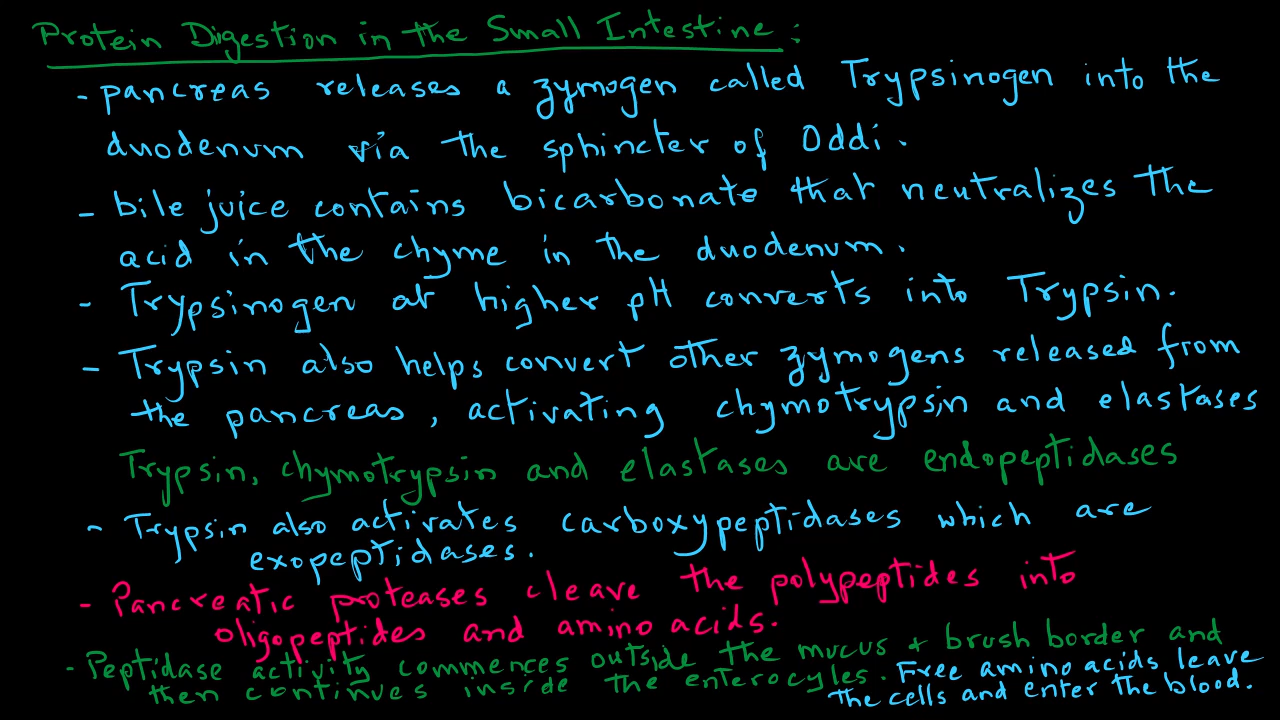 Protein Digestion in the Small Intestine:
- pancreas releases a zymogen called Trypsinogen into the
duodenum via the sphincter of Oddi.
- bile juice contains bicarbonate that neutralizes the
acid in the chyme in the duodenum.
- Trypsinogen at higher pH converts into Trypsin.
- Trypsin also helps convert other zymogens released from
the pancreas, activating chymotrypsin and elastases
Trypsin, chymotrypsin and elastases are endopeptidases
- Trypsin also activates carboxypeptidases which are
exopeptidases.
- Pancreatic proteases cleave the polypeptides into
oligopeptides and amino acids.
- Peptidase activity commences outside the mucus + brush border and
then continues inside the enterocyles. Free amino acids leave
the cells and enter the blood.